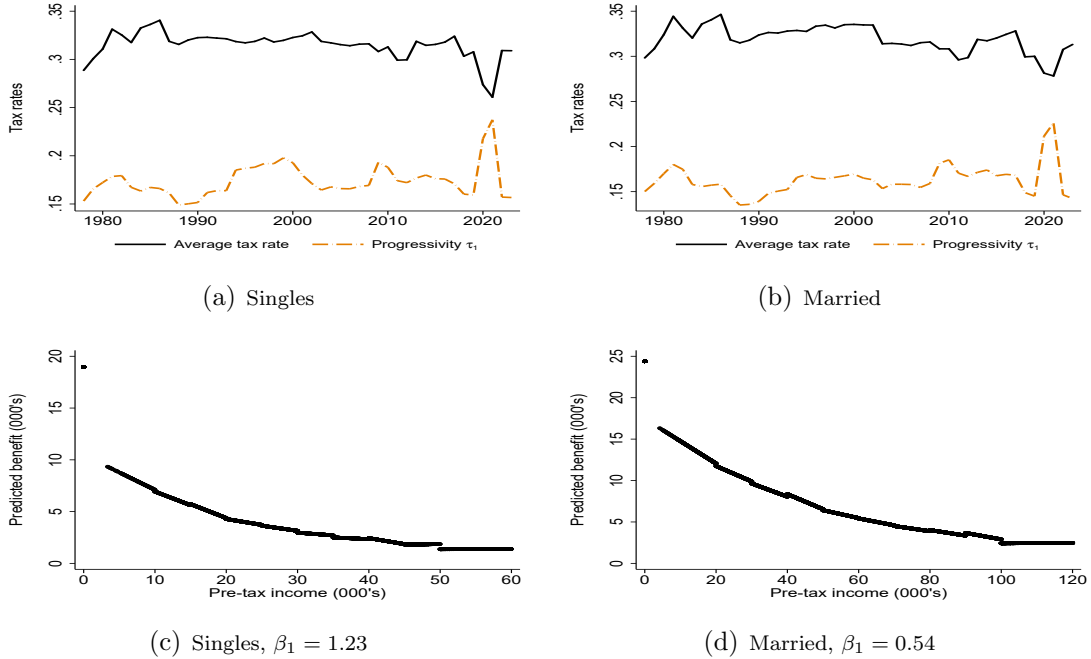 .35
.3
.25
.2
.15
Tax rates
1980 1990 2000 2010 2020
Average tax rate Progressivity τ₁
(a) Singles
.35
.3
.25
.2
.15
Tax rates
1980 1990 2000 2010 2020
Average tax rate Progressivity τ₁
(b) Married
20
15
10
5
0
Predicted benefit (000's)
0 10 20 30 40 50 60
Pre-tax income (000's)
(c) Singles, β₁ = 1.23
25
20
15
10
5
0
Predicted benefit (000's)
0 20 40 60 80 100 120
Pre-tax income (000's)
(d) Married, β₁ = 0.54